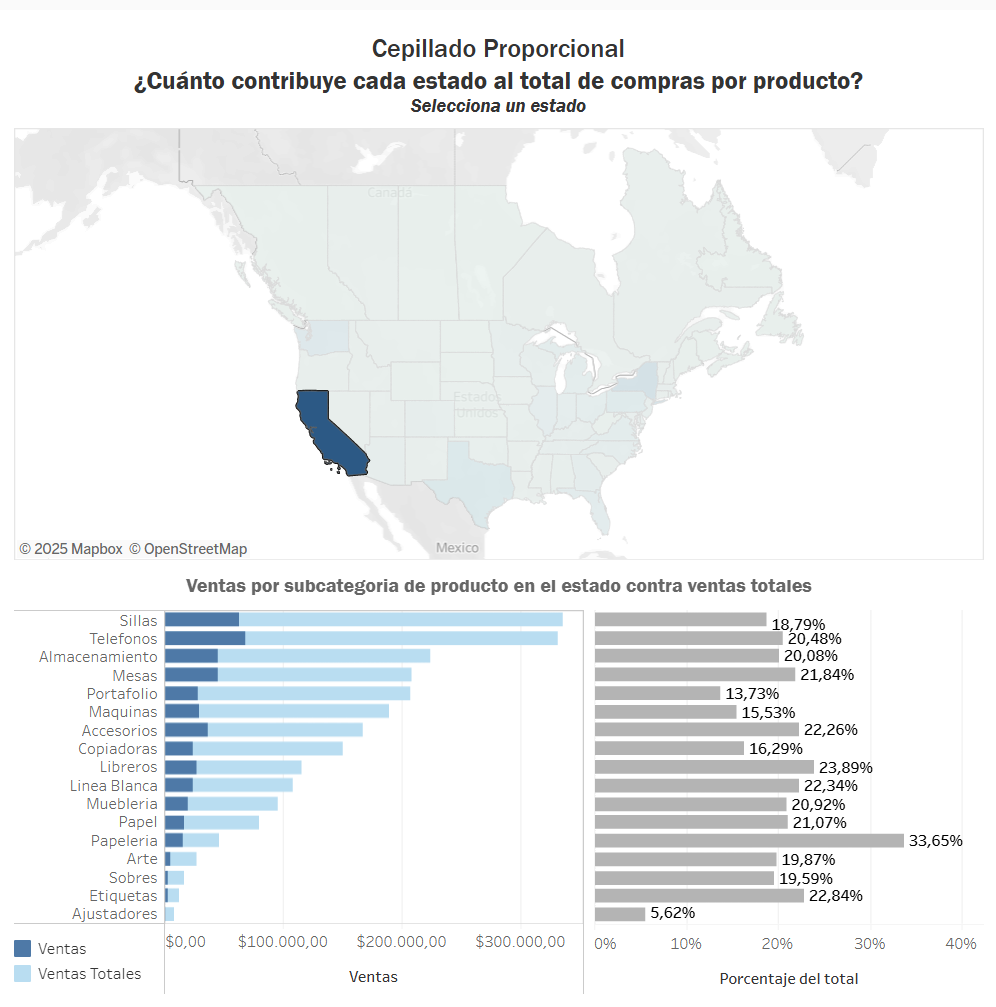 Cepillado Proporcional
¿Cuánto contribuye cada estado al total de compras por producto?
Selecciona un estado
Canadá
Estados
Unidos
Mexico
© 2025 Mapbox © OpenStreetMap
Ventas por subcategoria de producto en el estado contra ventas totales
Sillas 18,79%
Telefonos 20,48%
Almacenamiento 20,08%
Mesas 21,84%
Portafolio 13,73%
Maquinas 15,53%
Accesorios 22,26%
Copiadoras 16,29%
Libreros 23,89%
Linea Blanca 22,34%
Muebleria 20,92%
Papel 21,07%
Papeleria 33,65%
Arte 19,87%
Sobres 19,59%
Etiquetas 22,84%
Ajustadores 5,62%
$0,00 $100.000,00 $200.000,00 $300.000,00 0% 10% 20% 30% 40%
Ventas
Ventas Totales
Ventas Porcentaje del total